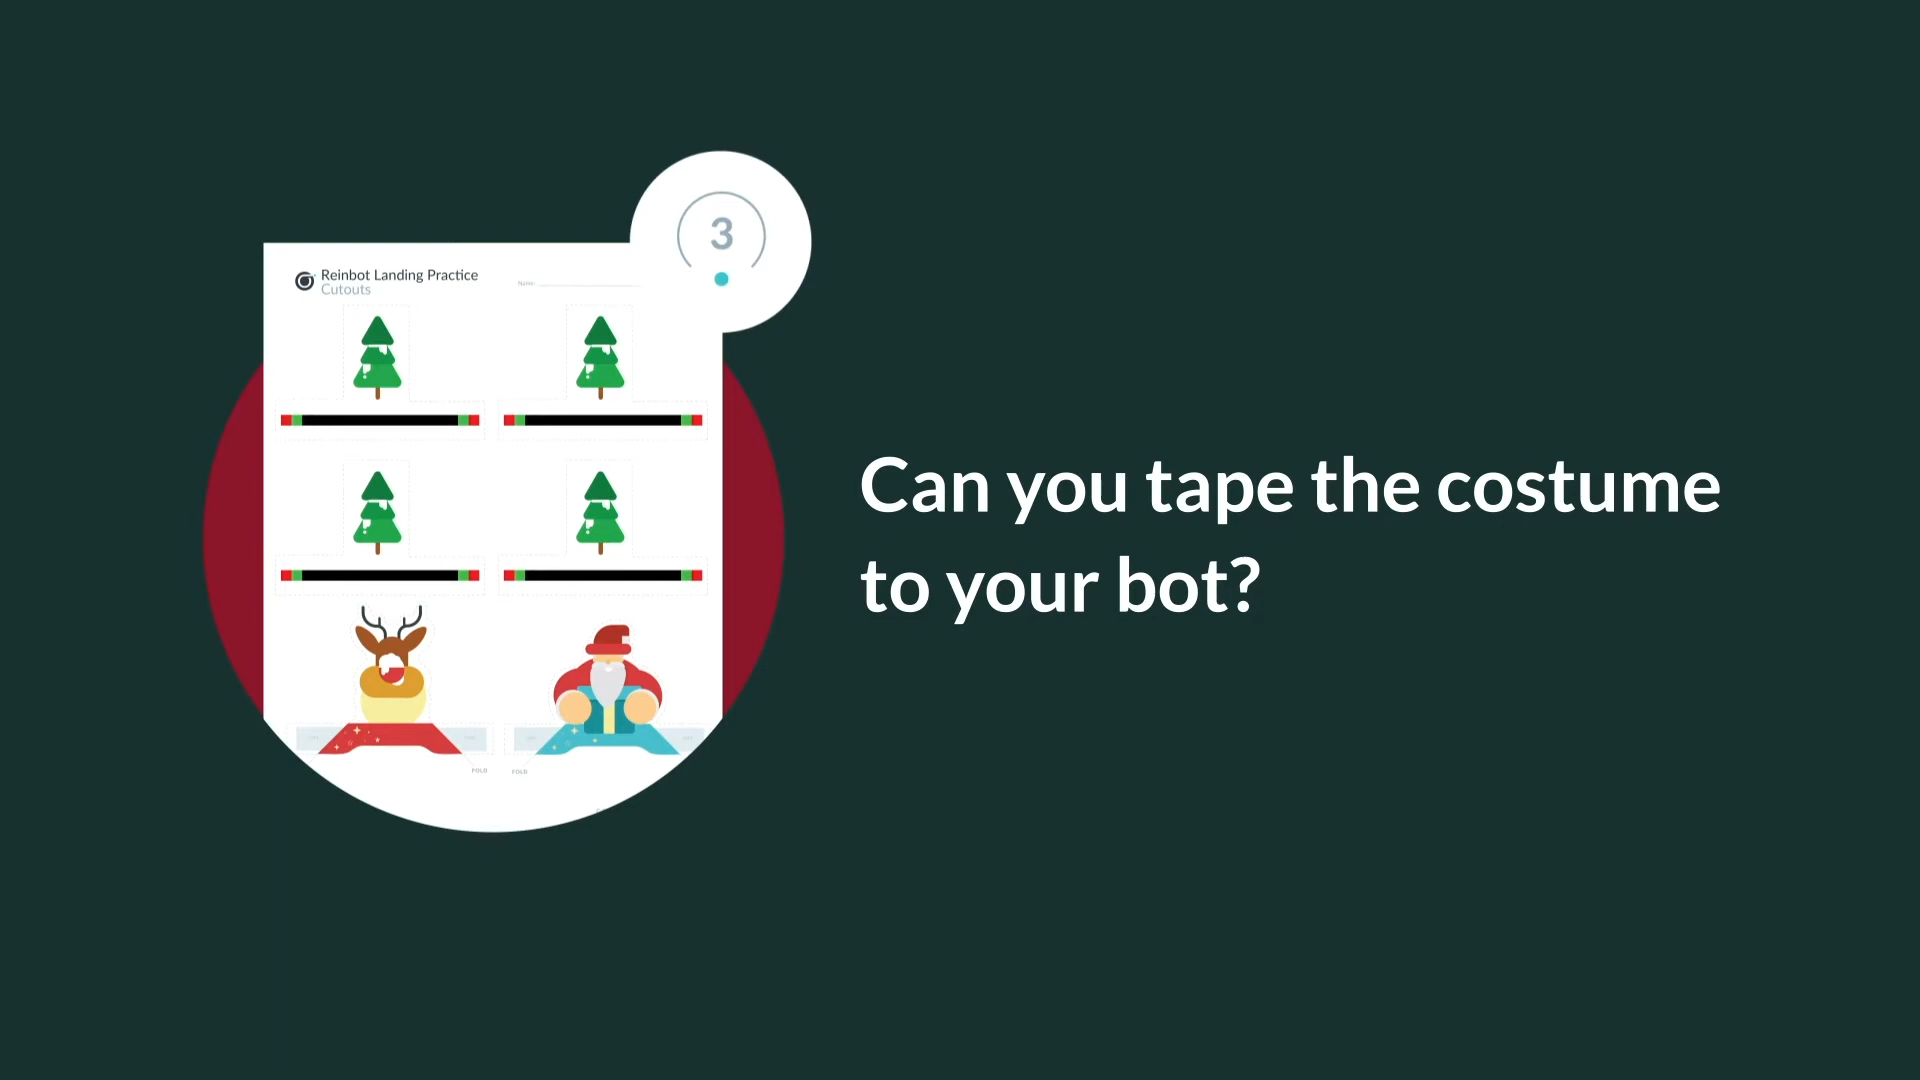 3
Reinbot Landing Practice
Cutouts
Name:
Can you tape the costume
to your bot?
FOLD
FOLD